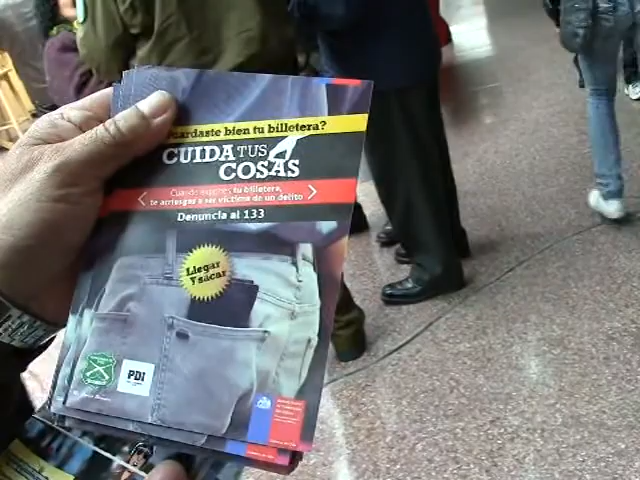 uardaste bien tu billetera?
CUIDA TUS
COSAS
Cuando expones tu billetera,
te arriesgas a ser víctima de un delito
Denuncia al 133
Llegar
Y sacar
PDI